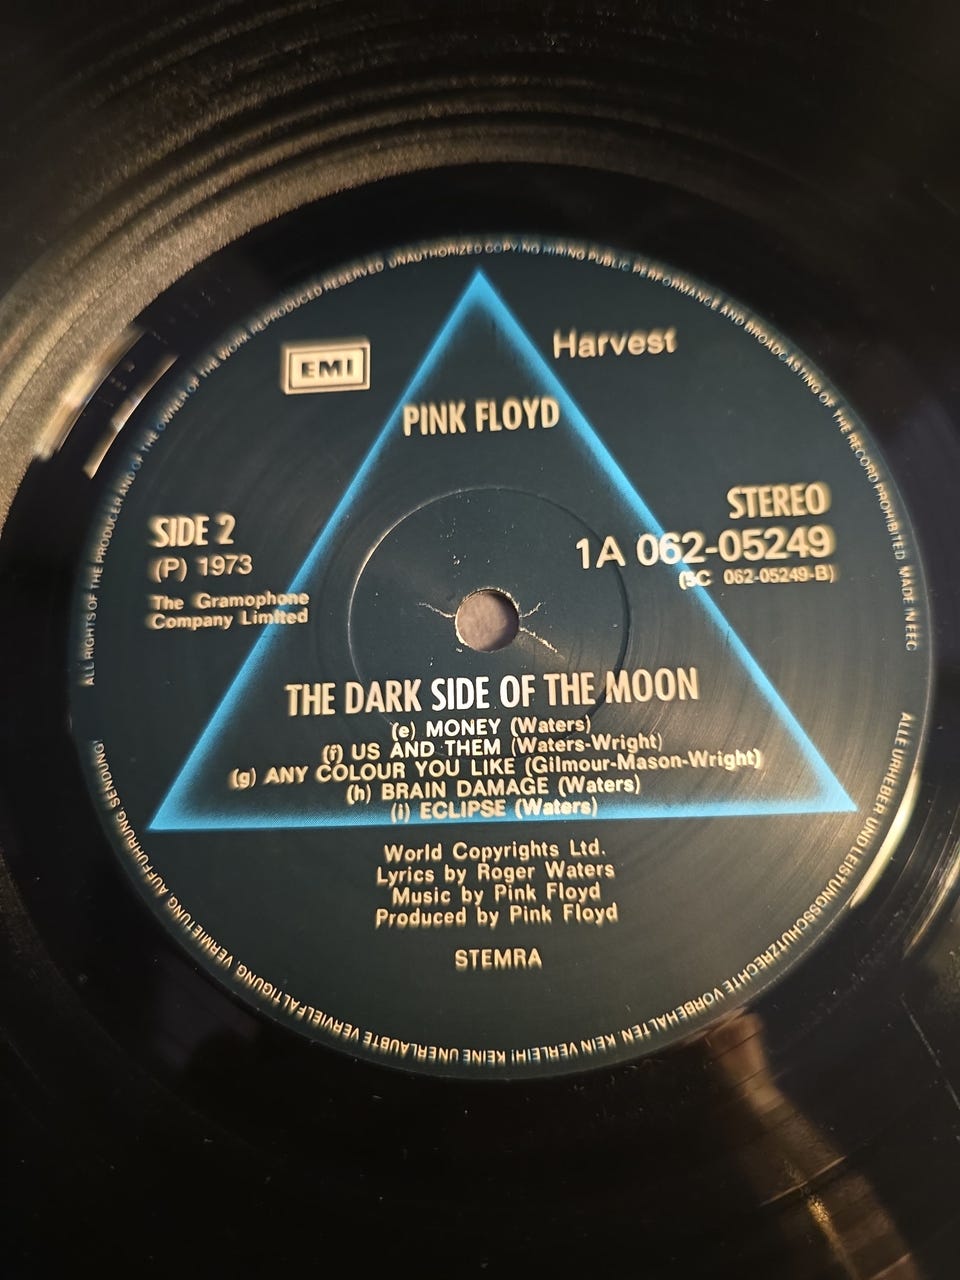 EMI
Harvest
PINK FLOYD
SIDE 2
(P) 1973
The Gramophone
Company Limited
STEREO
1A 062-05249
(5C 062-05249-B)
THE DARK SIDE OF THE MOON
(e) MONEY (Waters)
(f) US AND THEM (Waters-Wright)
(g) ANY COLOUR YOU LIKE (Gilmour-Mason-Wright)
(h) BRAIN DAMAGE (Waters)
(i) ECLIPSE (Waters)
World Copyrights Ltd.
Lyrics by Roger Waters
Music by Pink Floyd
Produced by Pink Floyd
STEMRA
ALL RIGHTS OF THE PRODUCER AND OF THE OWNER OF THE WORK REPRODUCED RESERVED UNAUTHORIZED COPYING HIRING PUBLIC PERFORMANCE AND BROADCASTING OF THE RECORD PROHIBITED MADE IN EEC
ALLE URHEBER UND LEISTUNGSSCHUTZRECHTE VORBEHALTEN KEIN VERLEIH! KEINE UNERLAUBTE VERVIELFÄLTIGUNG, VERMIETUNG, AUFFÜHRUNG, SENDUNG!